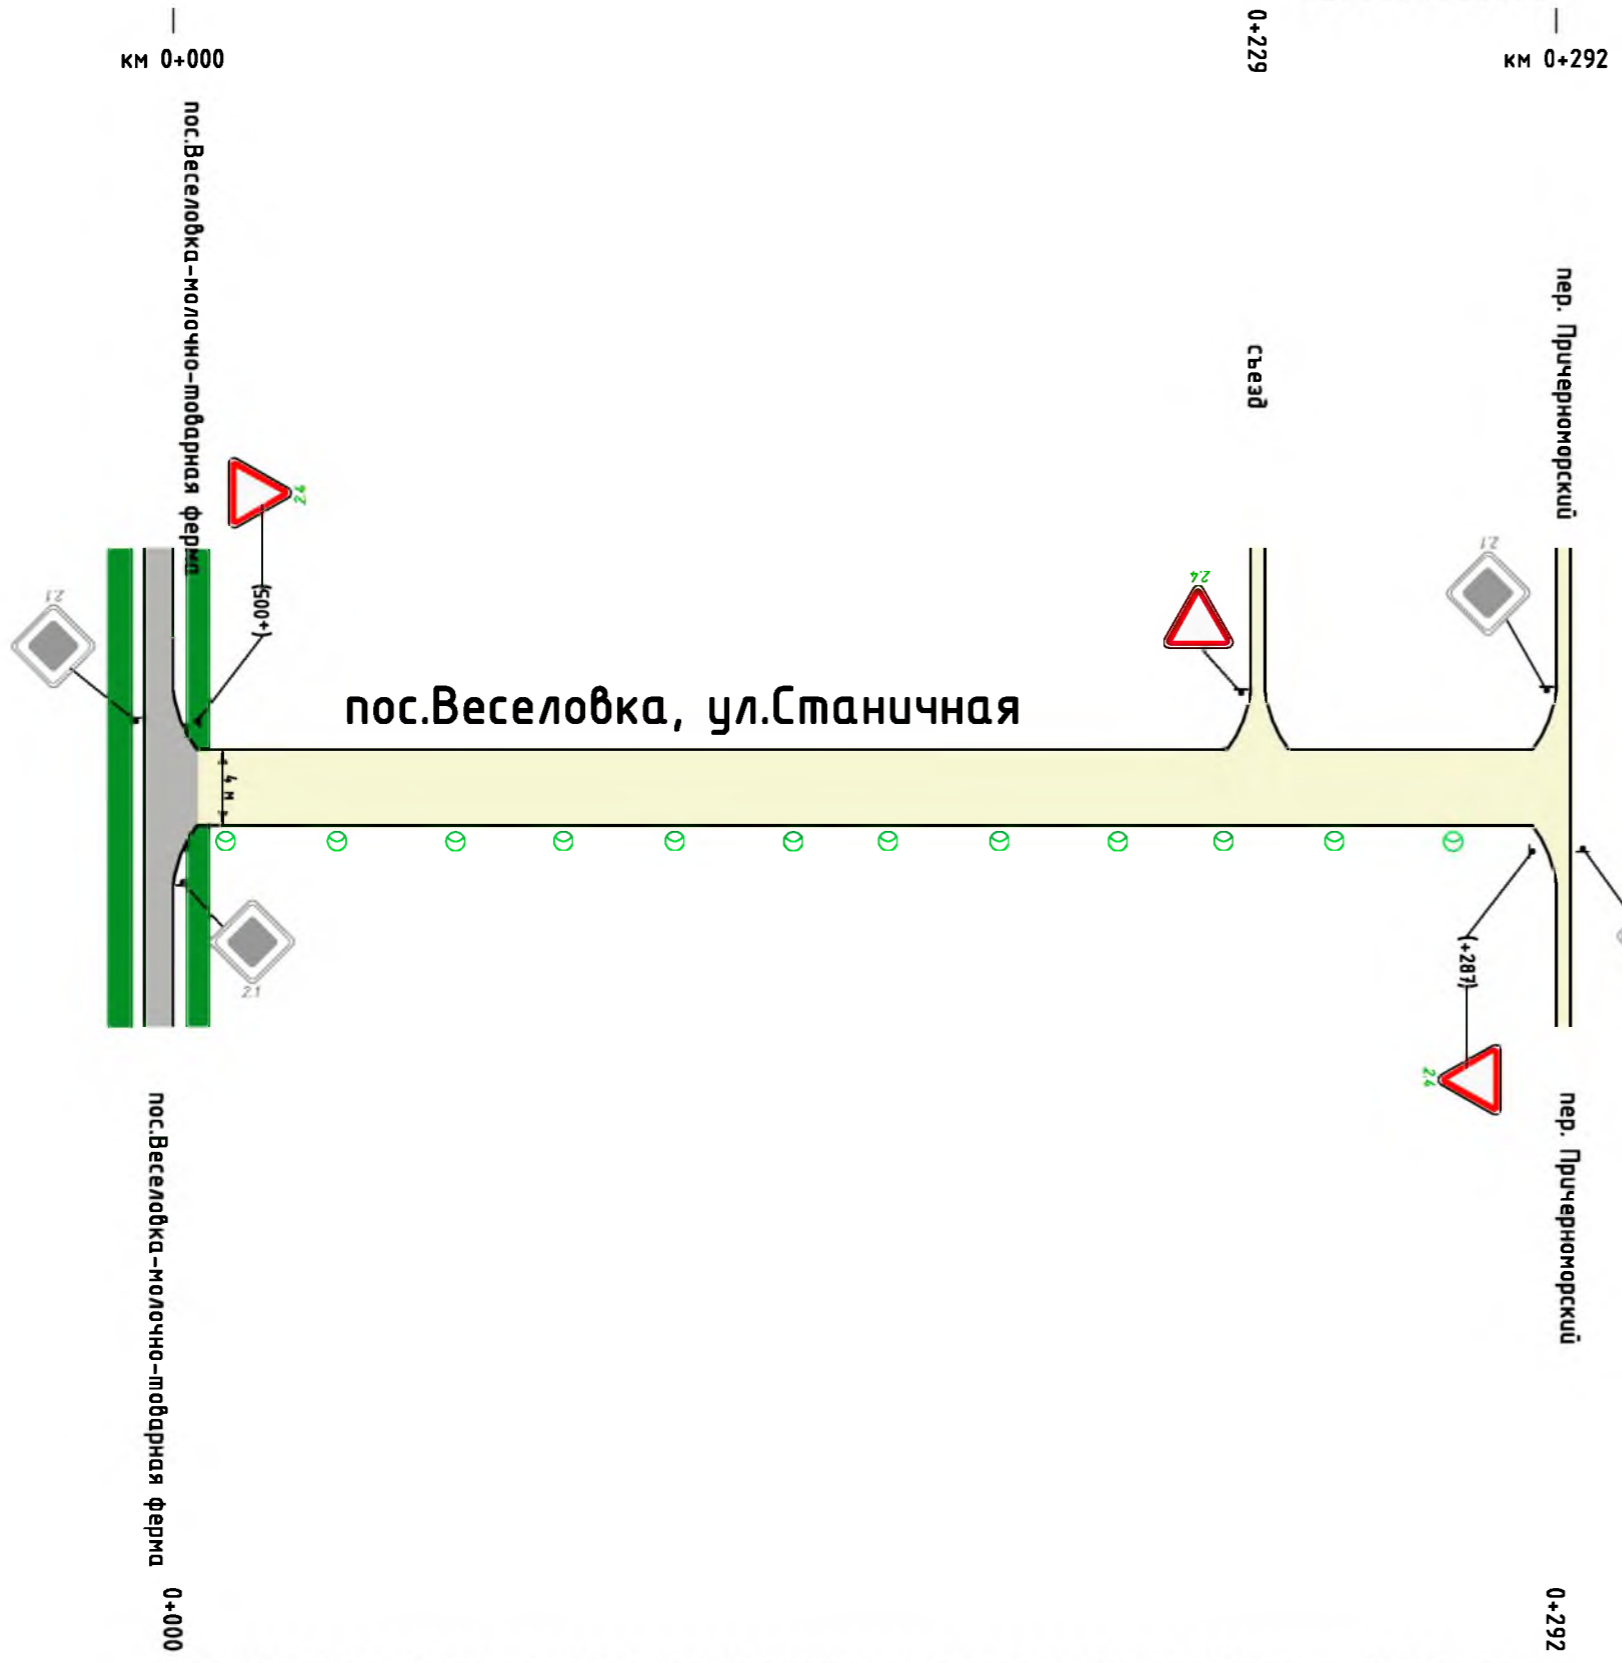 км 0+000
0+229
км 0+292
пос.Веселовка-молочно-товарная ферма
пер. Причерноморский
съезд
2.4
2.1
2.4
2.1
(+005)
пос.Веселовка, ул.Станичная
4 м
(+287)
2.1
2.4
пос.Веселовка-молочно-товарная ферма
пер. Причерноморский
0+000
0+292